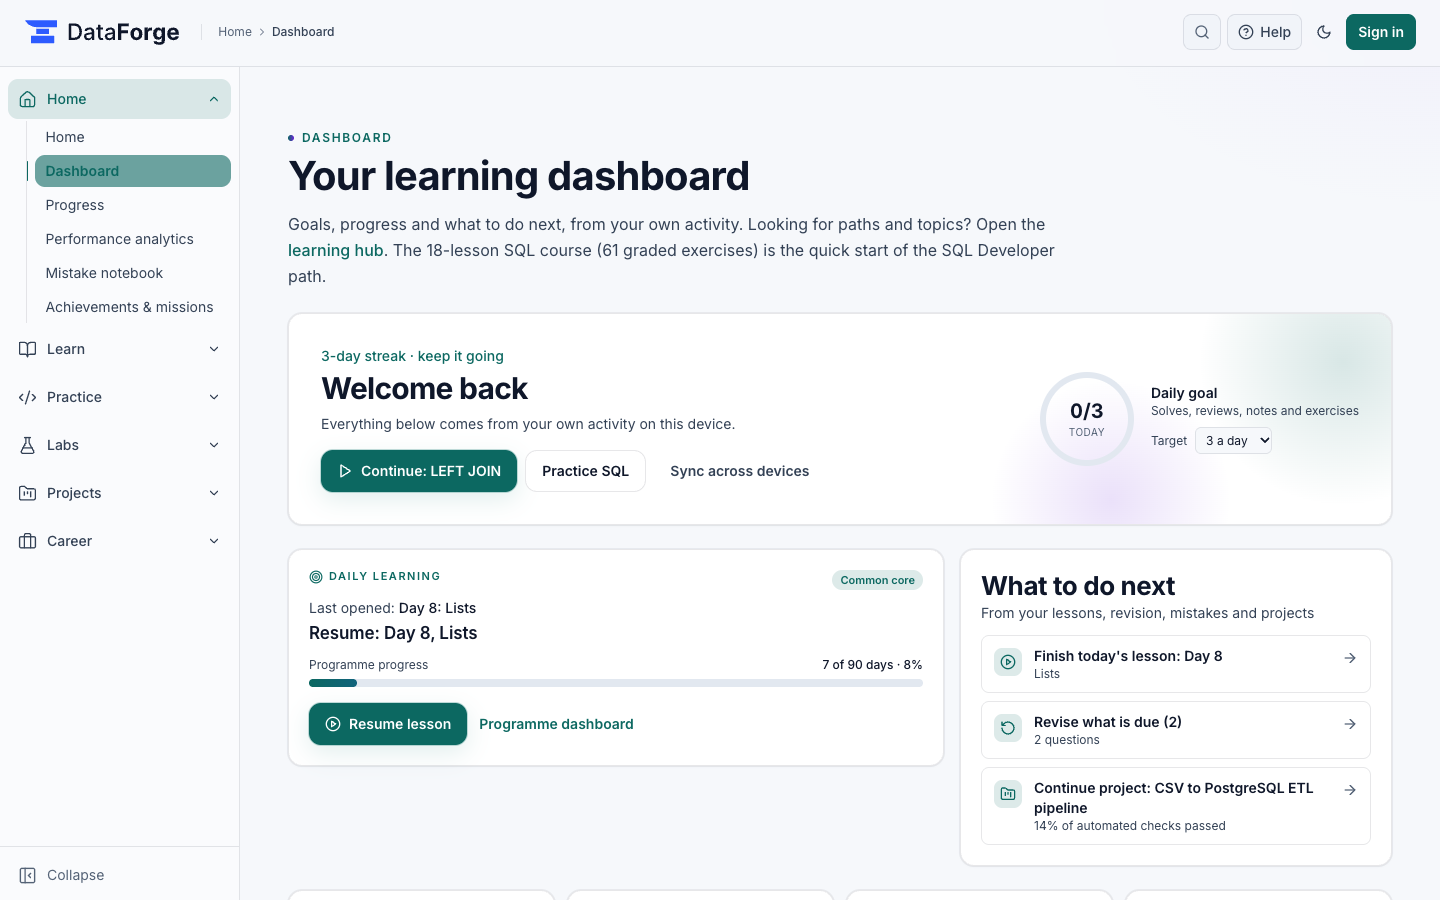 DataForge
Home > Dashboard
Help
Sign in
Home
Home
Dashboard
Progress
Performance analytics
Mistake notebook
Achievements & missions
Learn
Practice
Labs
Projects
Career
Collapse
DASHBOARD
Your learning dashboard
Goals, progress and what to do next, from your own activity. Looking for paths and topics? Open the
learning hub. The 18-lesson SQL course (61 graded exercises) is the quick start of the SQL Developer
path.
3-day streak · keep it going
Welcome back
Everything below comes from your own activity on this device.
Continue: LEFT JOIN
Practice SQL
Sync across devices
0/3
TODAY
Daily goal
Solves, reviews, notes and exercises
Target 3 a day
DAILY LEARNING
Common core
Last opened: Day 8: Lists
Resume: Day 8, Lists
Programme progress
7 of 90 days · 8%
Resume lesson
Programme dashboard
What to do next
From your lessons, revision, mistakes and projects
Finish today's lesson: Day 8
Lists
Revise what is due (2)
2 questions
Continue project: CSV to PostgreSQL ETL
pipeline
14% of automated checks passed